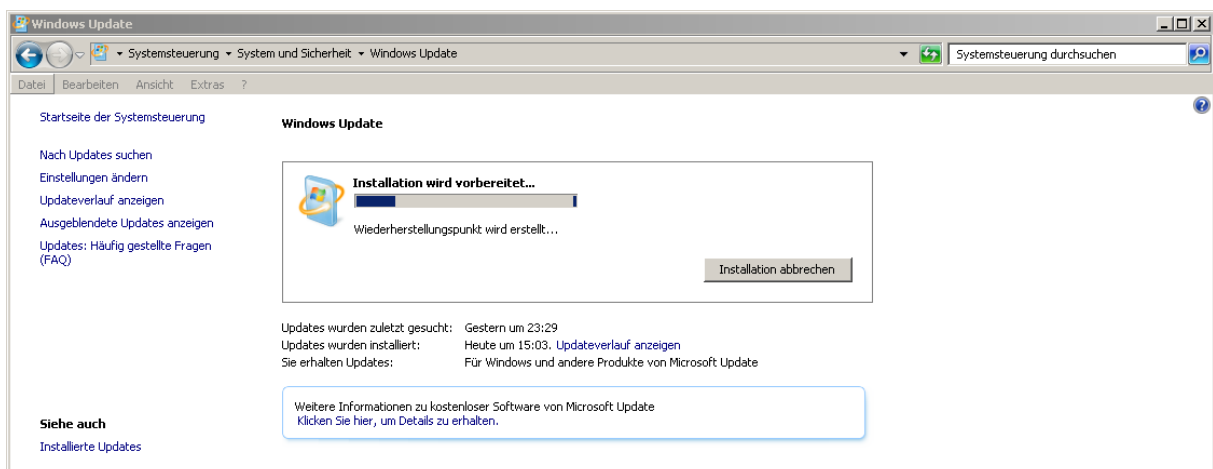 Windows Update
Systemsteuerung System und Sicherheit Windows Update
Systemsteuerung durchsuchen
Datei Bearbeiten Ansicht Extras ?
Startseite der Systemsteuerung
Nach Updates suchen
Einstellungen ändern
Updateverlauf anzeigen
Ausgeblendete Updates anzeigen
Updates: Häufig gestellte Fragen
(FAQ)
Windows Update
Installation wird vorbereitet...
Wiederherstellungspunkt wird erstellt...
Installation abbrechen
Updates wurden zuletzt gesucht: Gestern um 23:29
Updates wurden installiert: Heute um 15:03. Updateverlauf anzeigen
Sie erhalten Updates: Für Windows und andere Produkte von Microsoft Update
Weitere Informationen zu kostenloser Software von Microsoft Update
Klicken Sie hier, um Details zu erhalten.
Siehe auch
Installierte Updates